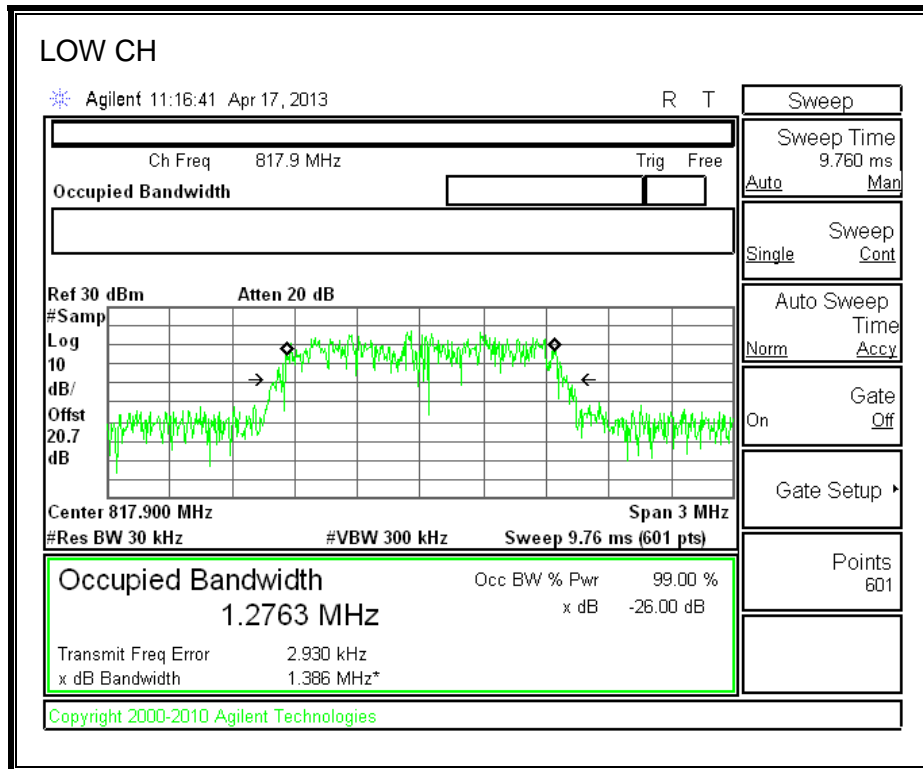 LOW CH
Agilent 11:16:41 Apr 17, 2013 R T
Sweep
Ch Freq 817.9 MHz Trig Free
Occupied Bandwidth
Sweep Time
9.760 ms
Auto Man
Sweep
Single Cont
Auto Sweep
Time
Norm Accy
Gate
On Off
Gate Setup
Points
601
Ref 30 dBm Atten 20 dB
#Samp
Log
10
dB/
Offst
20.7
dB
Center 817.900 MHz Span 3 MHz
#Res BW 30 kHz #VBW 300 kHz Sweep 9.76 ms (601 pts)
Occupied Bandwidth Occ BW % Pwr 99.00 %
1.2763 MHz x dB -26.00 dB
Transmit Freq Error 2.930 kHz
x dB Bandwidth 1.386 MHz*
Copyright 2000-2010 Agilent Technologies